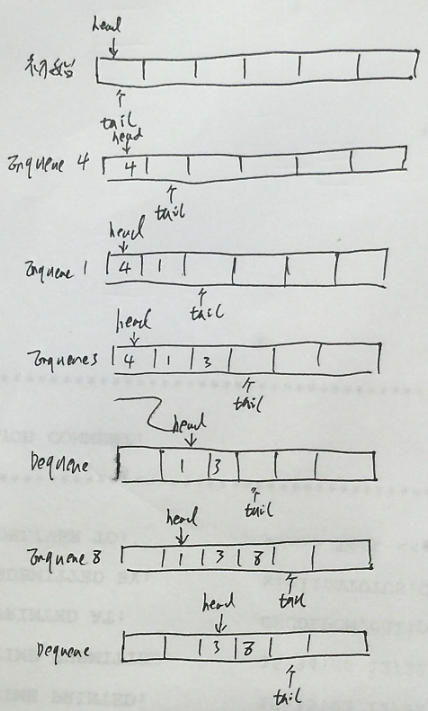 head
初始
tail
head
Enqueue 4
4
tail
head
Enqueue 1
4 1
tail
head
Enqueue 3
4 1 3
tail
head
Dequeue
1 3
tail
head
Enqueue 8
1 3 8
tail
head
Dequeue
3 8
tail